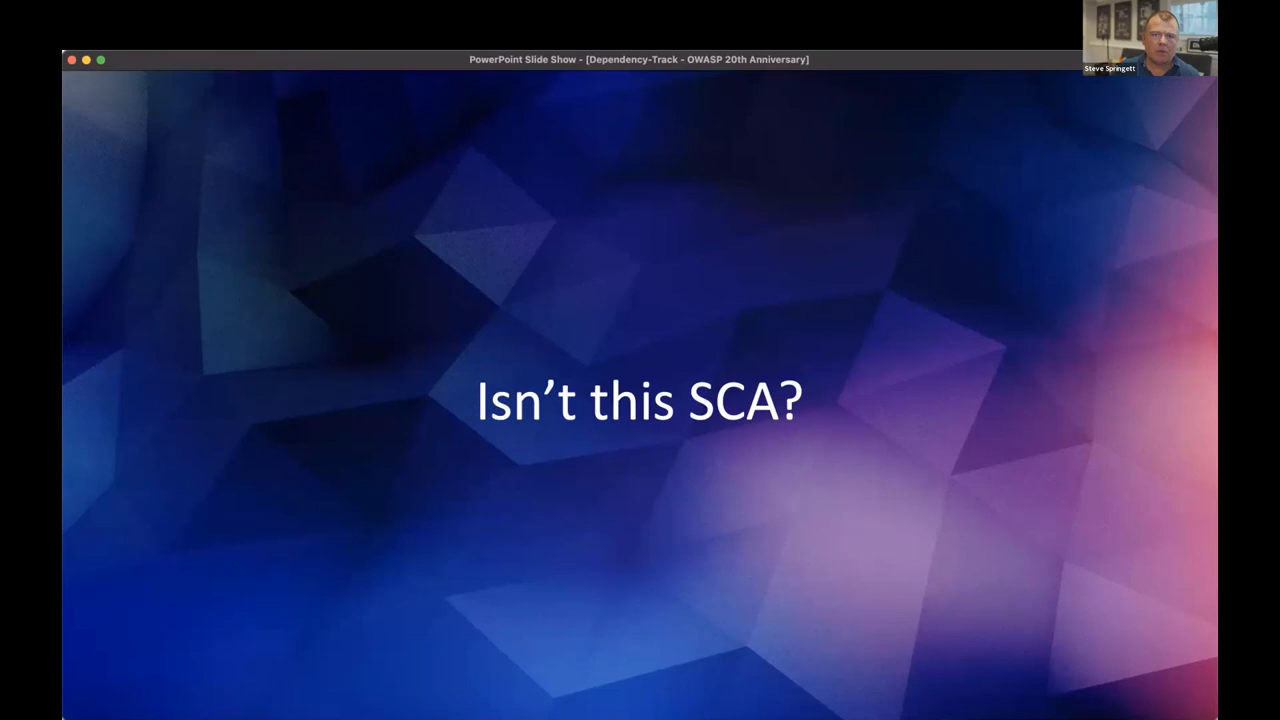 PowerPoint Slide Show - [Dependency-Track - OWASP 20th Anniversary]
Steve Springett
Isn’t this SCA?